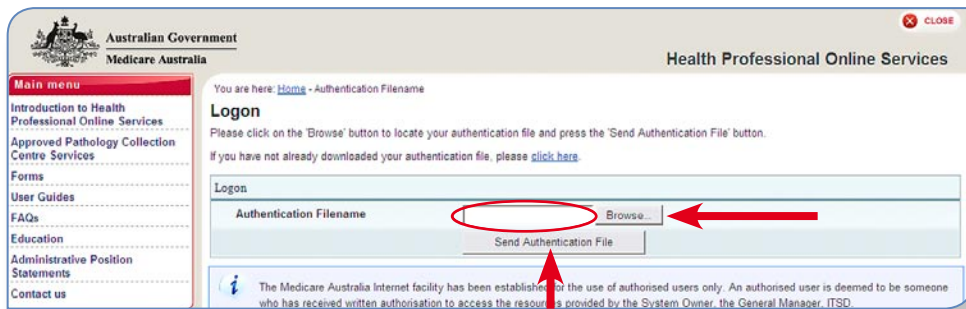 Australian Government
Medicare Australia
CLOSE
Health Professional Online Services
Main menu
Introduction to Health
Professional Online Services
Approved Pathology Collection
Centre Services
Forms
User Guides
FAQs
Education
Administrative Position
Statements
Contact us
You are here: Home - Authentication Filename
Logon
Please click on the 'Browse' button to locate your authentication file and press the 'Send Authentication File' button.
If you have not already downloaded your authentication file, please click here.
Logon
Authentication Filename
Browse...
Send Authentication File
i
The Medicare Australia Internet facility has been established for the use of authorised users only. An authorised user is deemed to be someone
who has received written authorisation to access the resources provided by the System Owner, the General Manager, ITSD.